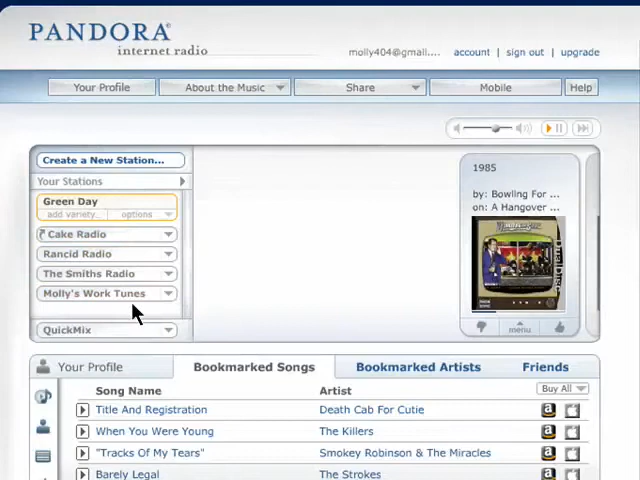 PANDORA®
internet radio
molly404@gmail.... account | sign out | upgrade
Your Profile About the Music Share Mobile Help
Create a New Station...
Your Stations
Green Day
add variety... options
Cake Radio
Rancid Radio
The Smiths Radio
Molly's Work Tunes
QuickMix
1985
by: Bowling For ...
on: A Hangover ...
menu
Your Profile Bookmarked Songs Bookmarked Artists Friends
Song Name Artist Buy All
Title And Registration Death Cab For Cutie
When You Were Young The Killers
"Tracks Of My Tears" Smokey Robinson & The Miracles
Barely Legal The Strokes